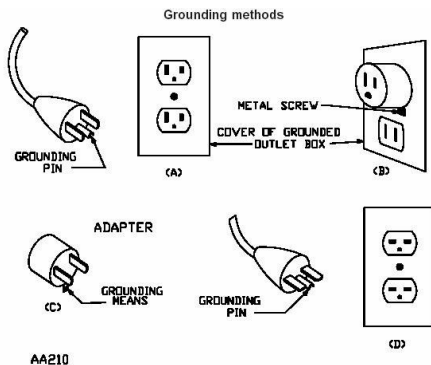 Grounding methods
METAL SCREW
GROUNDING
PIN
COVER OF GROUNDED
OUTLET BOX
(A)
(B)
ADAPTER
GROUNDING
MEANS
(C)
GROUNDING
PIN
(D)
AA210